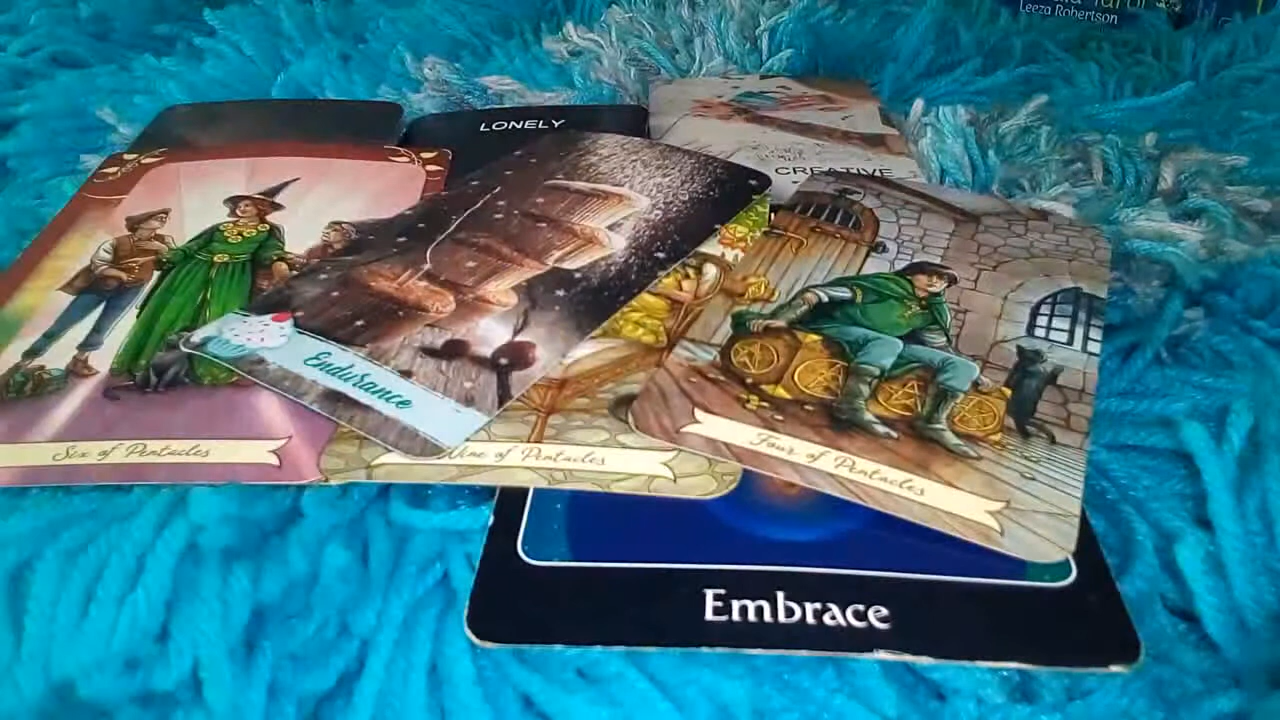 Leeza Robertson
LONELY
CREATIVE
Endurance
Six of Pentacles
Nine of Pentacles
Four of Pentacles
Embrace